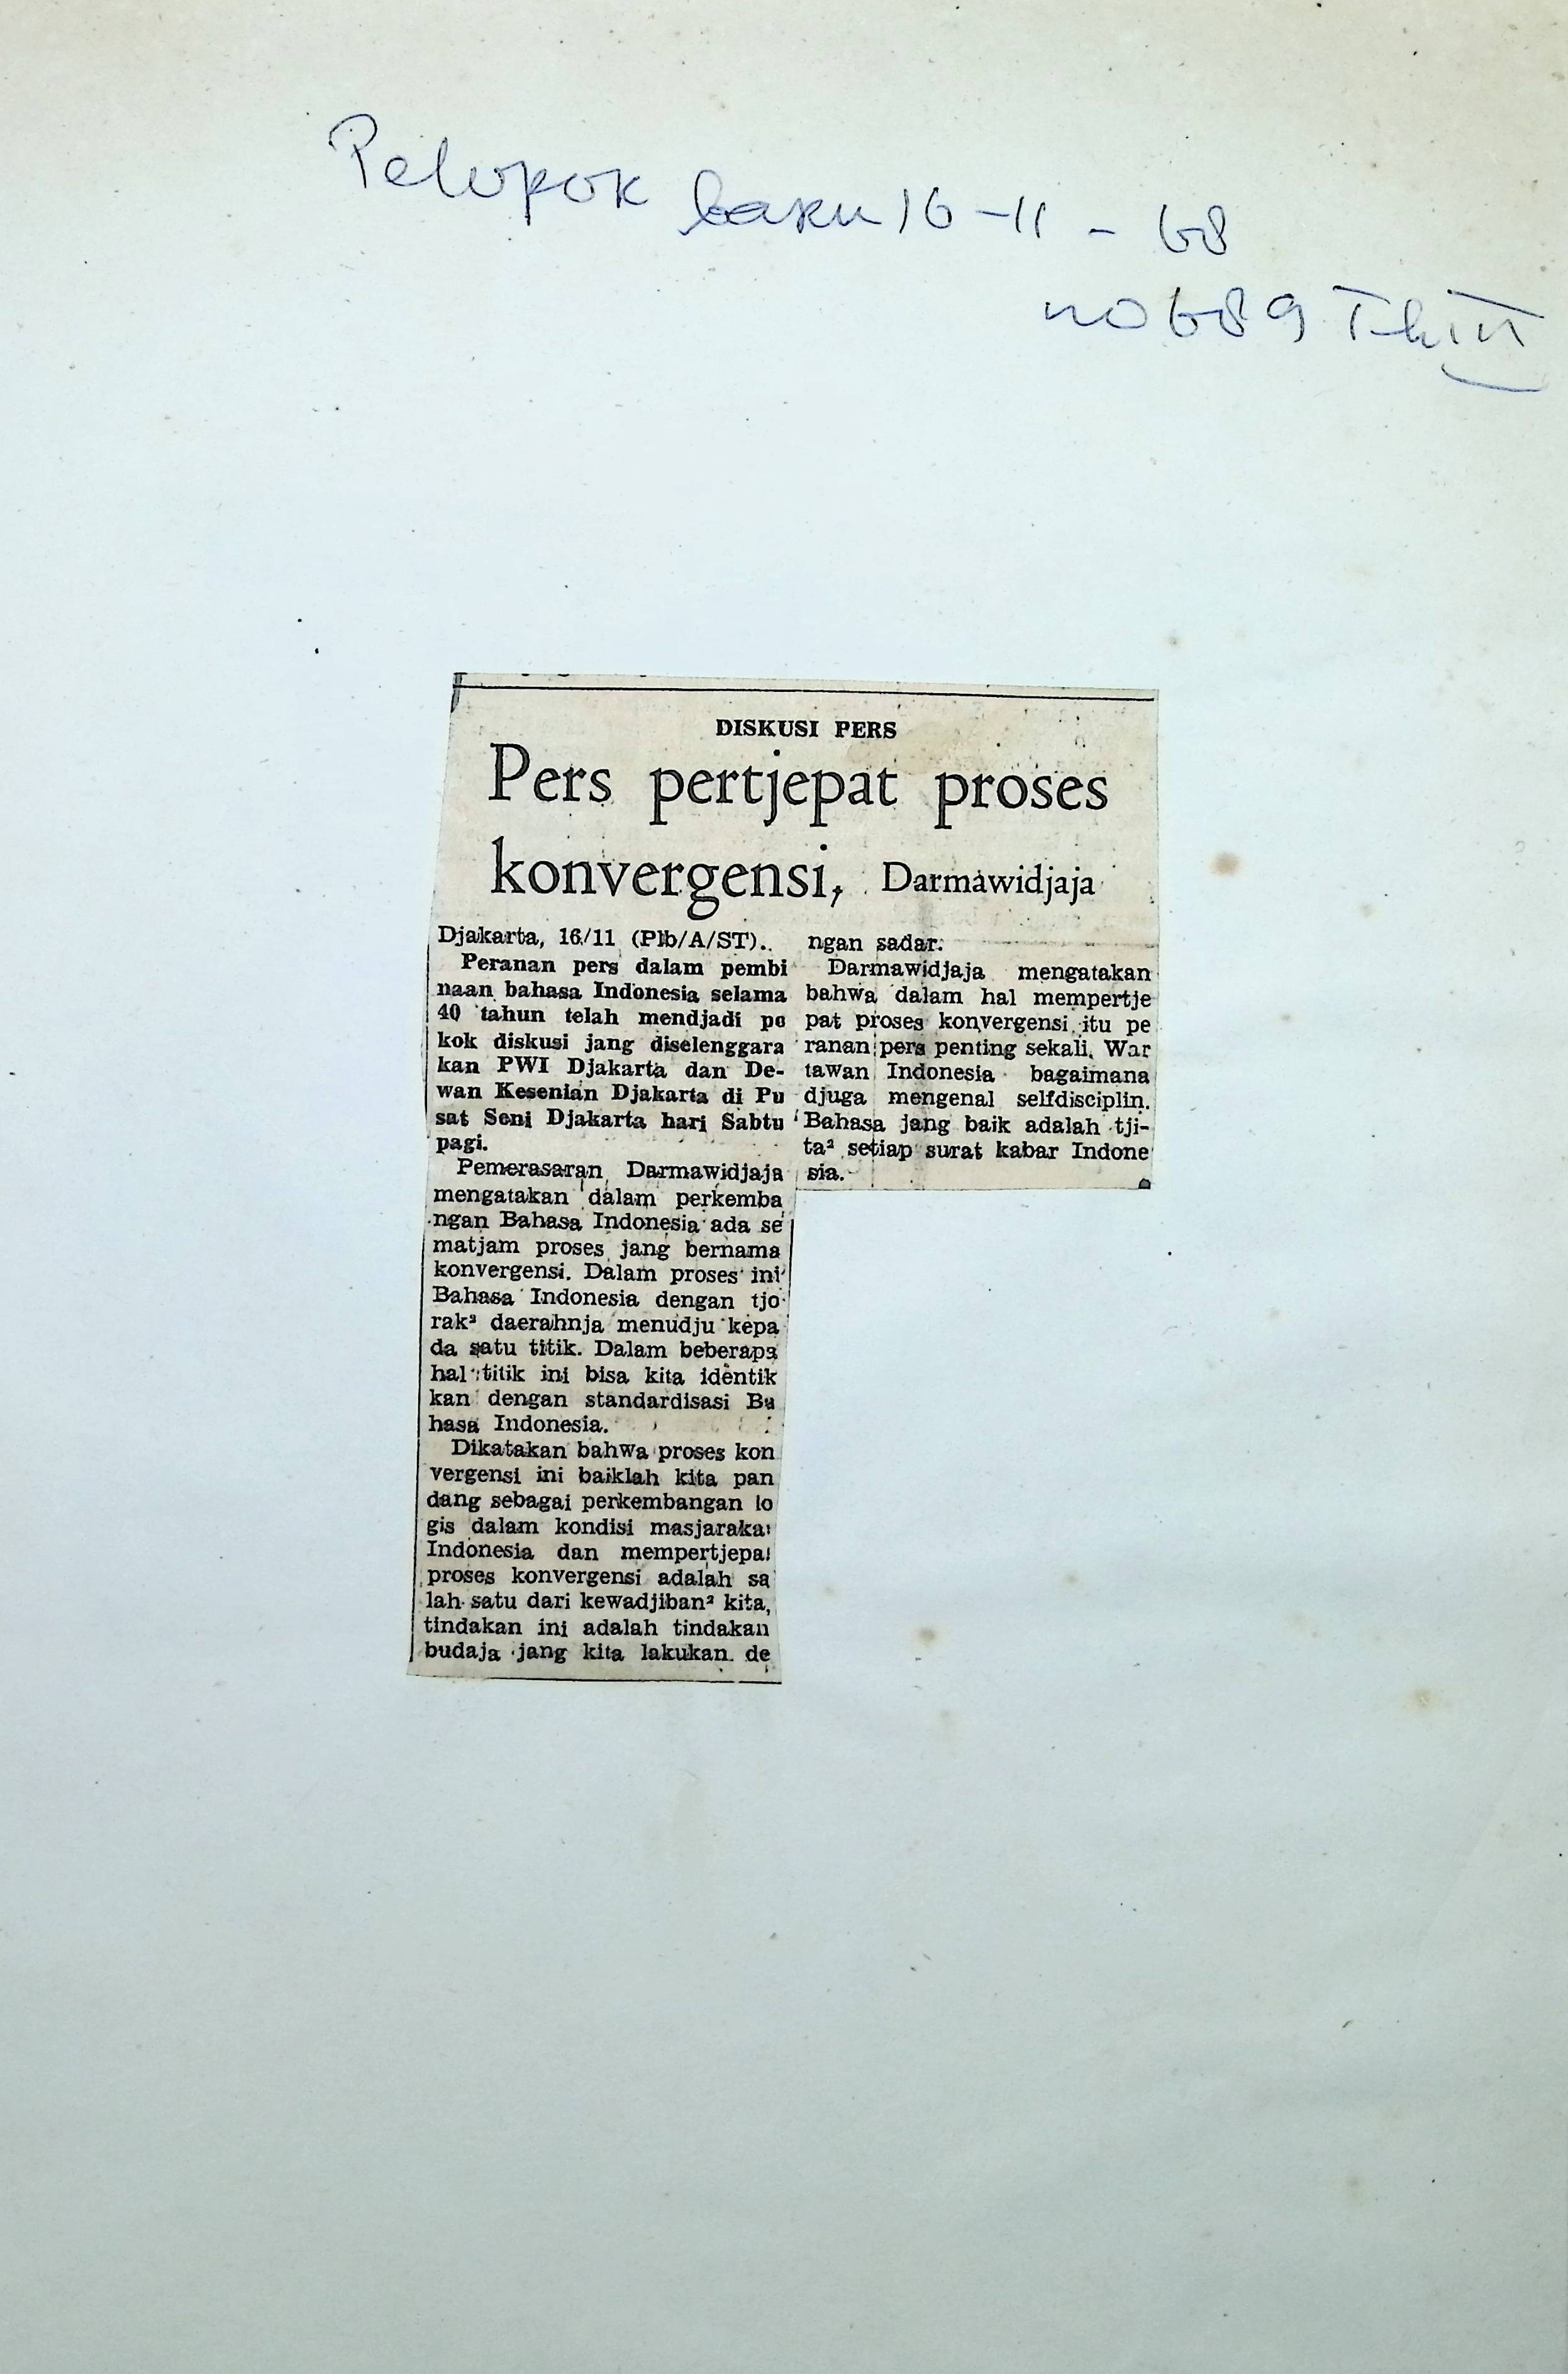 Pelopor baru 16-11-68
no 689 Th III
DISKUSI PERS
Pers pertjepat proses
konvergensi, Darmawidjaja
Djakarta, 16/11 (Plb/A/ST).
Peranan pers dalam pembi
naan bahasa Indonesia selama
40 tahun telah mendjadi po
kok diskusi jang diselenggara
kan PWI Djakarta dan De-
wan Kesenian Djakarta di Pu
sat Seni Djakarta hari Sabtu
pagi.
Pemerasaran Darmawidjaja
mengatakan dalam perkemba
ngan Bahasa Indonesia ada se
matjam proses jang bernama
konvergensi. Dalam proses ini
Bahasa Indonesia dengan tjo
rak² daerahnja menudju kepa
da satu titik. Dalam beberapa
hal titik ini bisa kita identik
kan dengan standardisasi Ba
hasa Indonesia.
Dikatakan bahwa proses kon
vergensi ini baiklah kita pan
dang sebagai perkembangan lo
gis dalam kondisi masjarakat
Indonesia dan mempertjepat
proses konvergensi adalah sa
lah satu dari kewadjiban² kita,
tindakan ini adalah tindakan
budaja jang kita lakukan de
ngan sadar.
Darmawidjaja mengatakan
bahwa dalam hal mempertje
pat proses konvergensi itu pe
ranan pers penting sekali. War
tawan Indonesia bagaimana
djuga mengenal selfdisciplin.
Bahasa jang baik adalah tji-
ta² setiap surat kabar Indone
sia.